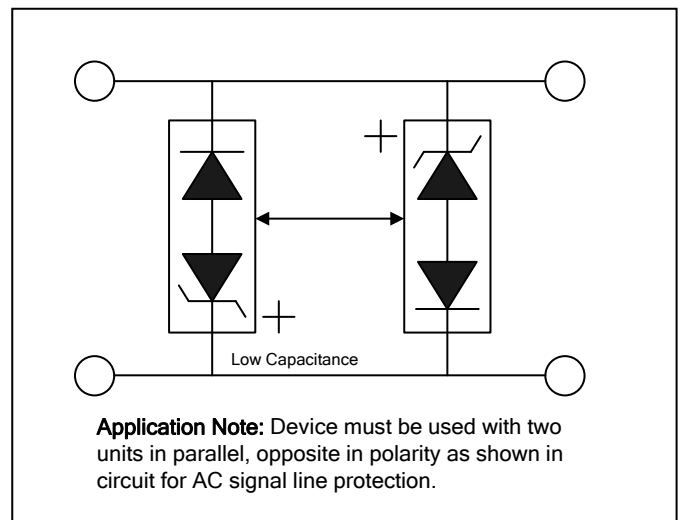 +
+
Low Capacitance
Application Note: Device must be used with two
units in parallel, opposite in polarity as shown in
circuit for AC signal line protection.